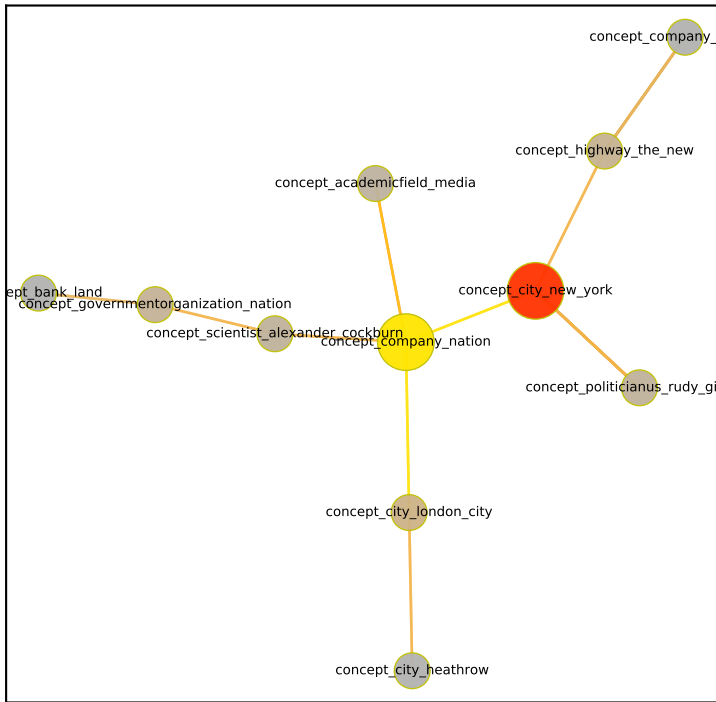 concept_company_
concept_highway_the_new
concept_academicfield_media
concept_city_new_york
ept_bank_land
concept_governmentorganization_nation
concept_scientist_alexander_cockburn
concept_company_nation
concept_politicianus_rudy_gi
concept_city_london_city
concept_city_heathrow